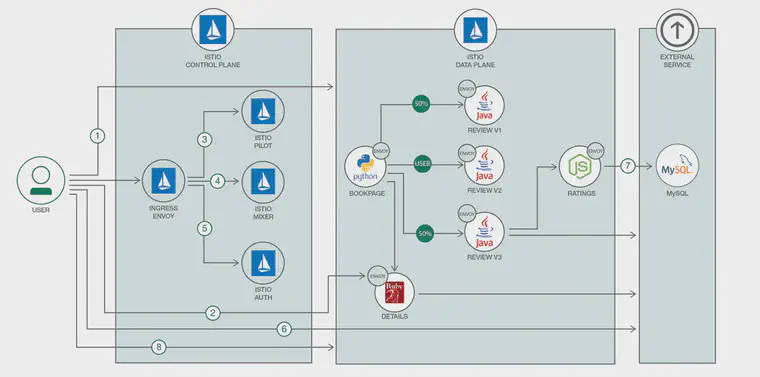 ISTIO
CONTROL PLANE
ISTIO
DATA PLANE
EXTERNAL
SERVICE
1
3
ISTIO
PILOT
4
ISTIO
MIXER
5
ISTIO
AUTH
INGRESS
ENVOY
USER
2
6
8
50%
ENVOY
Java
REVIEW V1
ENVOY
python
BOOKPAGE
USER
ENVOY
Java
REVIEW V2
50%
ENVOY
Java
REVIEW V3
ENVOY
JS
RATINGS
7
MySQL
MySQL
ENVOY
Ruby
DETAILS